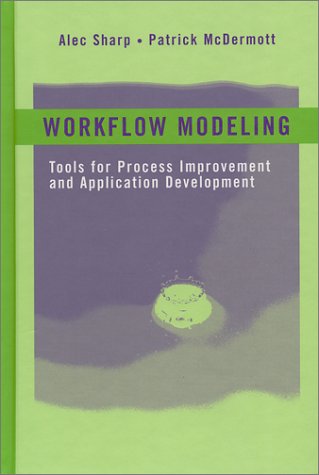 Alec Sharp • Patrick McDermott
WORKFLOW MODELING
Tools for Process Improvement
and Application Development